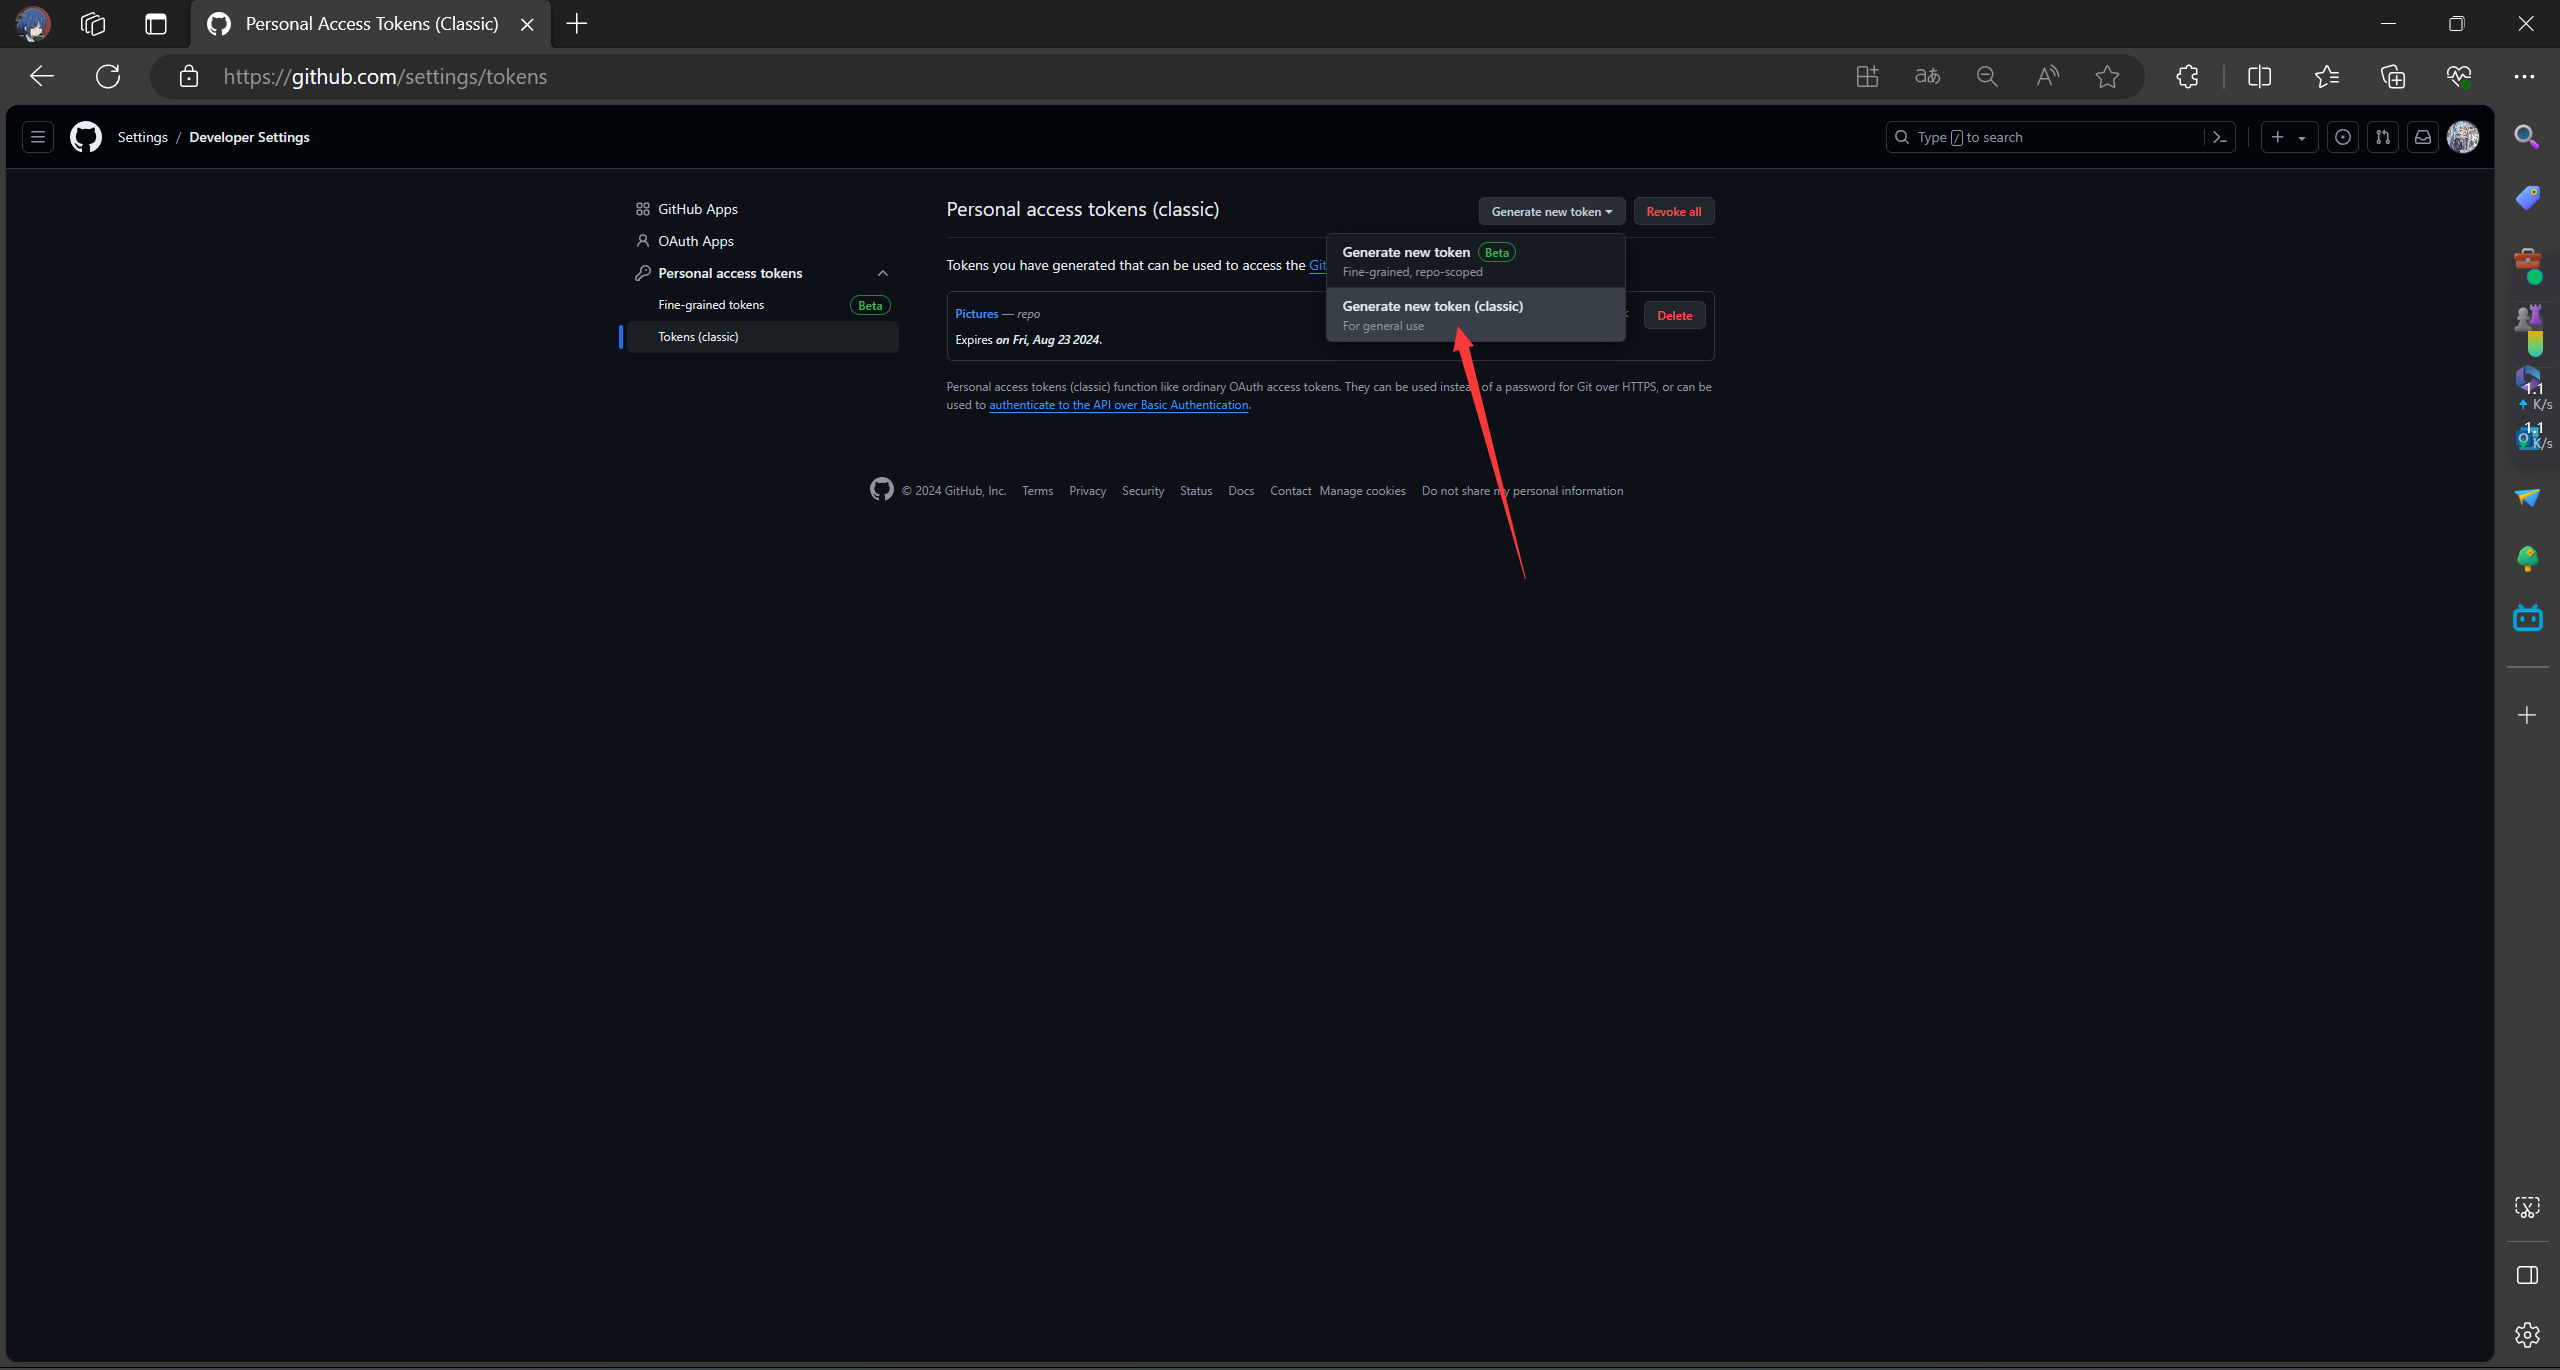 Personal Access Tokens (Classic)
https://github.com/settings/tokens
Settings / Developer Settings
Type / to search
GitHub Apps
OAuth Apps
Personal access tokens
Fine-grained tokens Beta
Tokens (classic)
Personal access tokens (classic)
Generate new token
Revoke all
Generate new token Beta
Fine-grained, repo-scoped
Generate new token (classic)
For general use
Tokens you have generated that can be used to access the Git
Pictures — repo
Delete
Expires on Fri, Aug 23 2024.
Personal access tokens (classic) function like ordinary OAuth access tokens. They can be used instead of a password for Git over HTTPS, or can be
used to authenticate to the API over Basic Authentication.
© 2024 GitHub, Inc. Terms Privacy Security Status Docs Contact Manage cookies Do not share my personal information
1.1
K/s
1.1
K/s